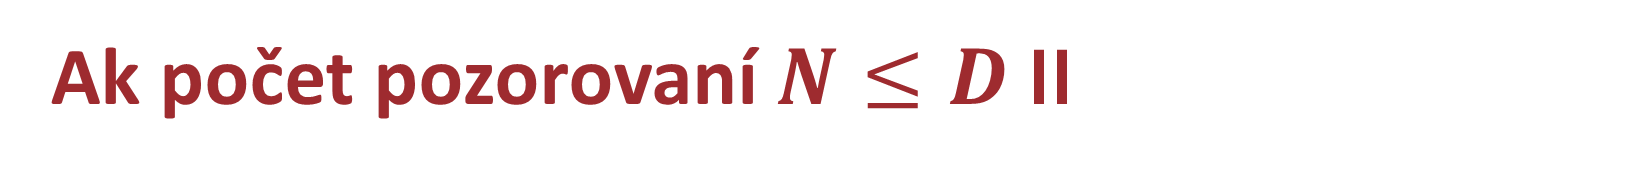 Ak počet pozorovaní N ≤ D II